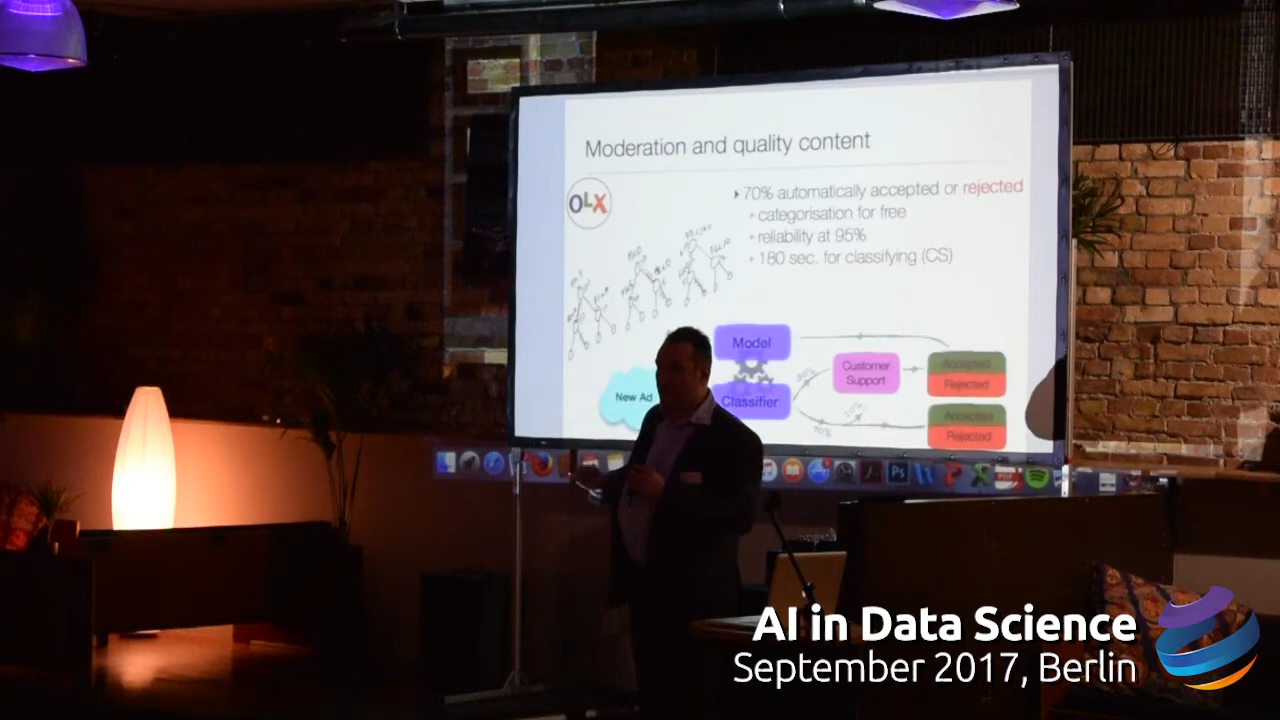 Moderation and quality content
OLX
70% automatically accepted or rejected
+ categorisation for free
+ reliability at 95%
+ 180 sec. for classifying (CS)
Model
Classifier
New Ad
Customer
Support
Accepted
Rejected
Accepted
Rejected
70%
AI in Data Science
September 2017, Berlin